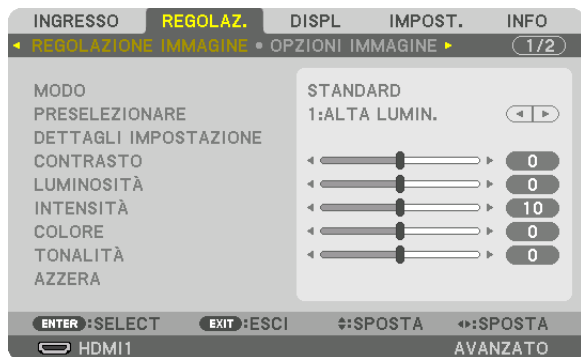 INGRESSO REGOLAZ. DISPL IMPOST. INFO
REGOLAZIONE IMMAGINE • OPZIONI IMMAGINE 1/2
MODO STANDARD
PRESELEZIONARE 1:ALTA LUMIN.
DETTAGLI IMPOSTAZIONE
CONTRASTO 0
LUMINOSITÀ 0
INTENSITÀ 10
COLORE 0
TONALITÀ 0
AZZERA
ENTER:SELECT EXIT:ESCI :SPOSTA :SPOSTA
HDMI1 AVANZATO